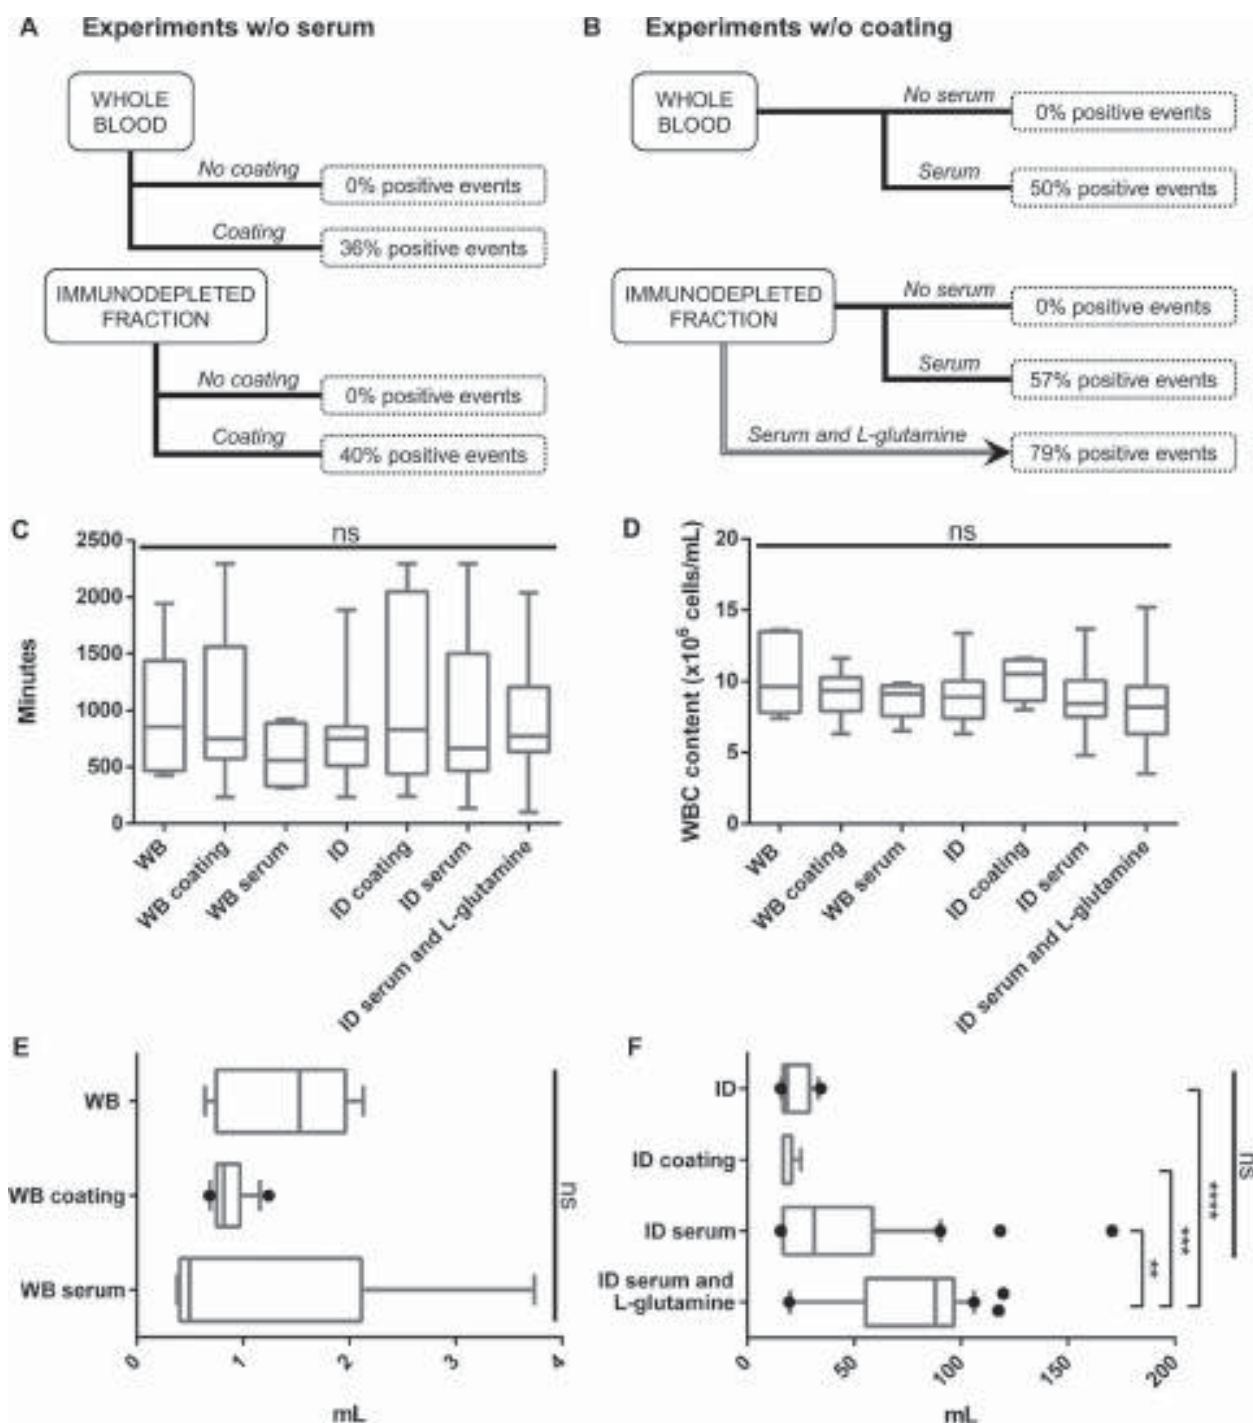 A Experiments w/o serum
WHOLE
BLOOD
No coating
0% positive events
Coating
36% positive events
IMMUNODEPLETED
FRACTION
No coating
0% positive events
Coating
40% positive events
B Experiments w/o coating
WHOLE
BLOOD
No serum
0% positive events
Serum
50% positive events
IMMUNODEPLETED
FRACTION
No serum
0% positive events
Serum
57% positive events
Serum and L-glutamine
79% positive events
C
ns
Minutes
2500
2000
1500
1000
500
0
WB
WB coating
WB serum
ID
ID coating
ID serum
ID serum and L-glutamine
D
ns
WBC content (x10⁶ cells/mL)
20
15
10
5
0
WB
WB coating
WB serum
ID
ID coating
ID serum
ID serum and L-glutamine
E
WB
WB coating
WB serum
ns
0 1 2 3 4
mL
F
ID
ID coating
ID serum
ID serum and
L-glutamine
**
***
****
ns
0 50 100 150 200
mL